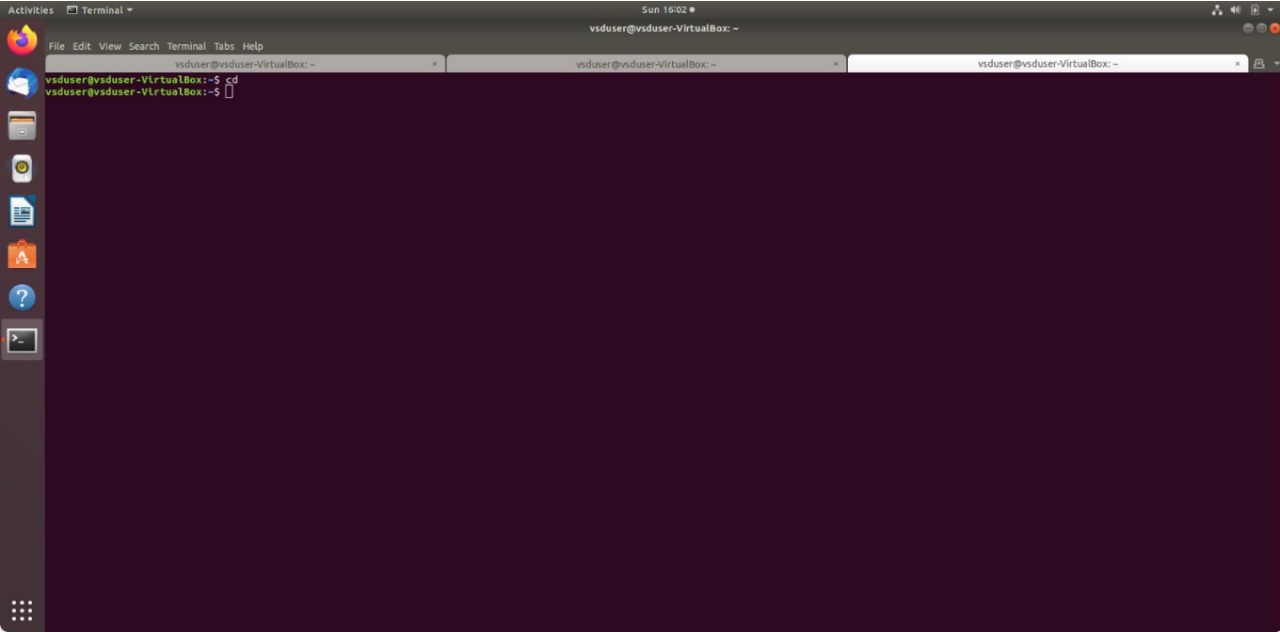 Activities Terminal Sun 16:02
vsduser@vsduser-VirtualBox: ~
File Edit View Search Terminal Tabs Help
vsduser@vsduser-VirtualBox: ~ × vsduser@vsduser-VirtualBox: ~ × vsduser@vsduser-VirtualBox: ~ ×
vsduser@vsduser-VirtualBox:~$ cd
vsduser@vsduser-VirtualBox:~$